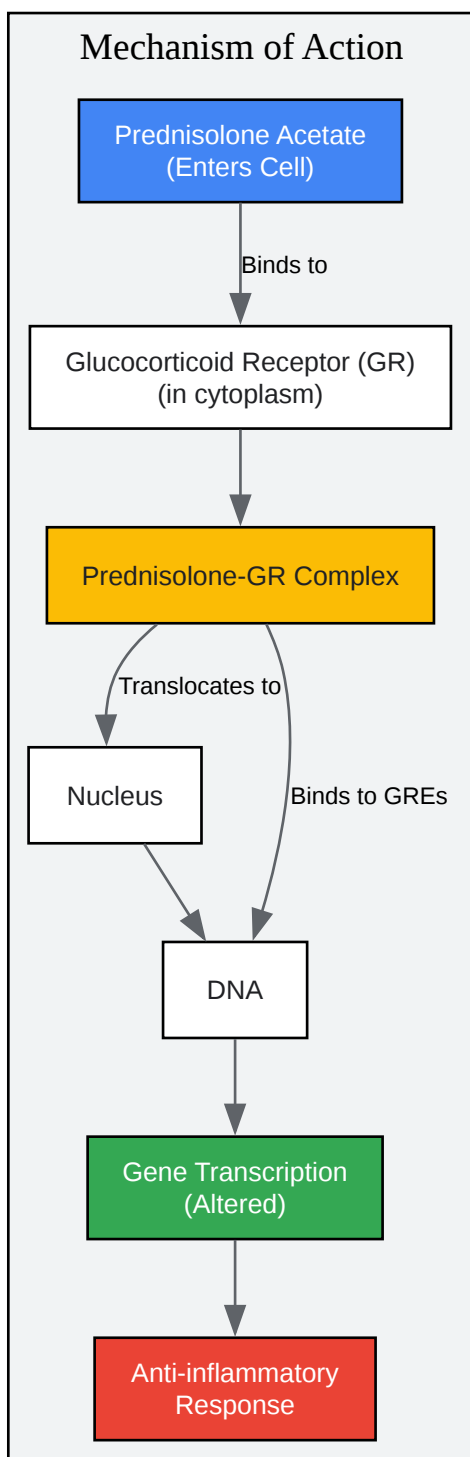 Mechanism of Action
Prednisolone Acetate
(Enters Cell)
Binds to
Glucocorticoid Receptor (GR)
(in cytoplasm)
Prednisolone-GR Complex
Translocates to
Nucleus
Binds to GREs
DNA
Gene Transcription
(Altered)
Anti-inflammatory
Response